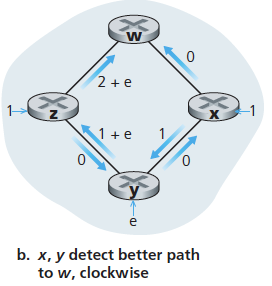 w
0
2 + e
1
z
x
1
1 + e
1
0
0
y
e
b. x, y detect better path
to w, clockwise